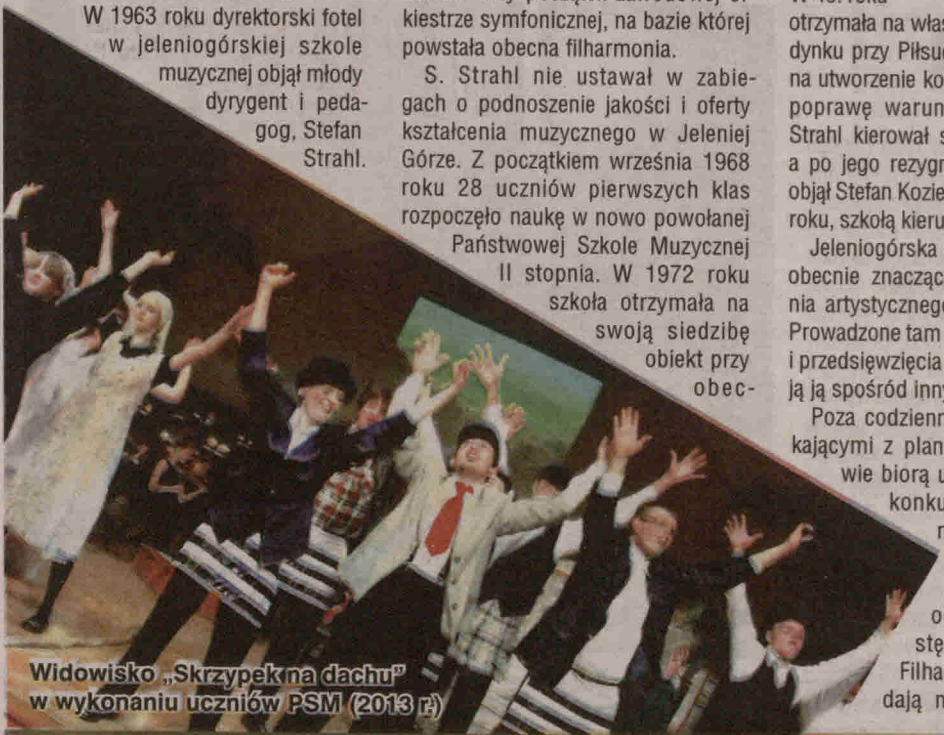 W 1963 roku dyrektorski fotel
w jeleniogórskiej szkole
muzycznej objął młody
dyrygent i peda-
gog, Stefan
Strahl.
kiestrze symfonicznej, na bazie której
powstała obecna filharmonia.
S. Strahl nie ustawał w zabie-
gach o podnoszenie jakości i oferty
kształcenia muzycznego w Jeleniej
Górze. Z początkiem września 1968
roku 28 uczniów pierwszych klas
rozpoczęło naukę w nowo powołanej
Państwowej Szkole Muzycznej
II stopnia. W 1972 roku
szkoła otrzymała na
swoją siedzibę
obiekt przy
obec-
otrzymała na włas
dynku przy Piłsu
na utworzenie ko
poprawę warun
Strahl kierował s
a po jego rezygn
objął Stefan Kozie
roku, szkołą kieru
Jeleniogórska
obecnie znacząc
nia artystycznego
Prowadzone tam
i przedsięwzięcia
ją ją spośród inny
Poza codzienn
kającymi z plan
wie biorą u
konku
o
stę
Filha
dają n
Widowisko „Skrzypek na dachu”
w wykonaniu uczniów PSM (2013 r.)